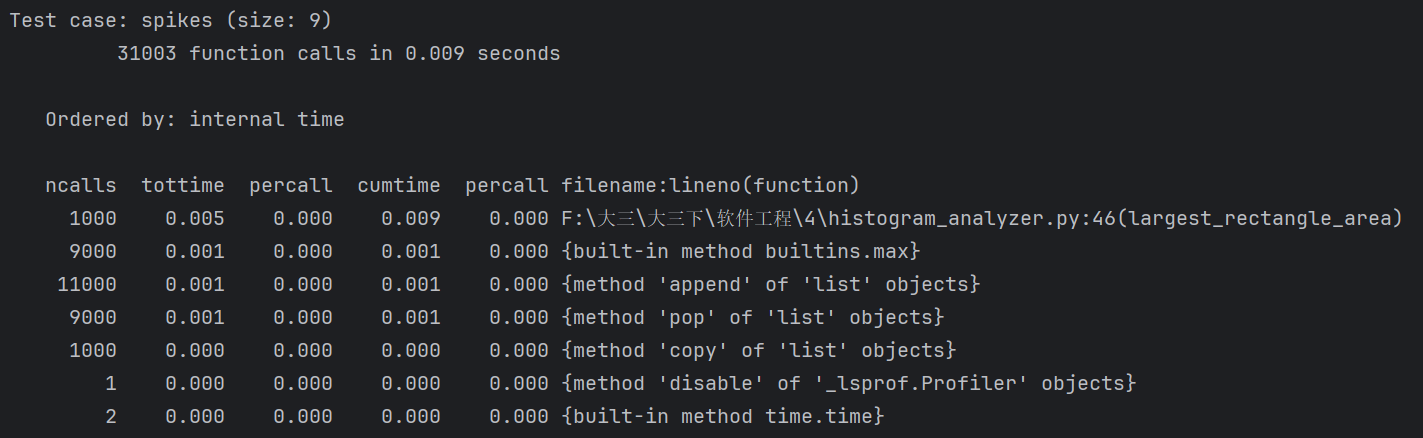 Test case: spikes (size: 9)
31003 function calls in 0.009 seconds
Ordered by: internal time
ncalls  tottime  percall  cumtime  percall filename:lineno(function)
1000    0.005    0.000    0.009    0.000 F:\大三\大三下\软件工程\4\histogram_analyzer.py:46(largest_rectangle_area)
9000    0.001    0.000    0.001    0.000 {built-in method builtins.max}
11000    0.001    0.000    0.001    0.000 {method 'append' of 'list' objects}
9000    0.001    0.000    0.001    0.000 {method 'pop' of 'list' objects}
1000    0.000    0.000    0.000    0.000 {method 'copy' of 'list' objects}
1    0.000    0.000    0.000    0.000 {method 'disable' of '_lsprof.Profiler' objects}
2    0.000    0.000    0.000    0.000 {built-in method time.time}